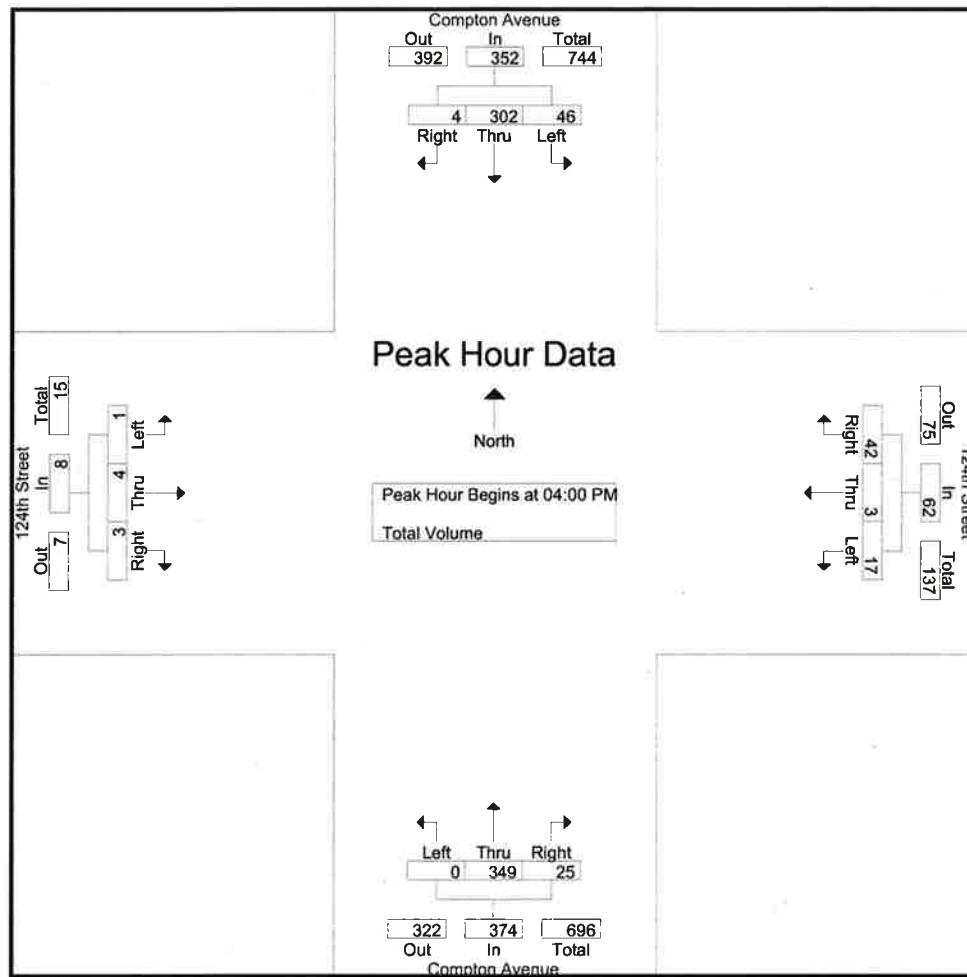 Compton Avenue
Out In Total
392 352 744
4 302 46
Right Thru Left
Peak Hour Data
North
Peak Hour Begins at 04:00 PM
Total Volume
124th Street
Out In Total
7 8 15
3 4 1
Right Thru Left
124th Street
Out In Total
75 62 137
42 3 17
Right Thru Left
Left Thru Right
0 349 25
322 374 696
Out In Total
Compton Avenue